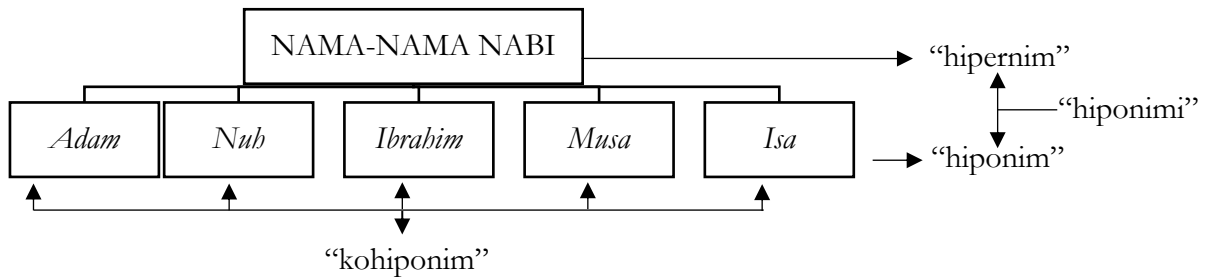 NAMA-NAMA NABI
“hipernim”
“hiponimi”
Adam Nuh Ibrahim Musa Isa
“hiponim”
“kohiponim”